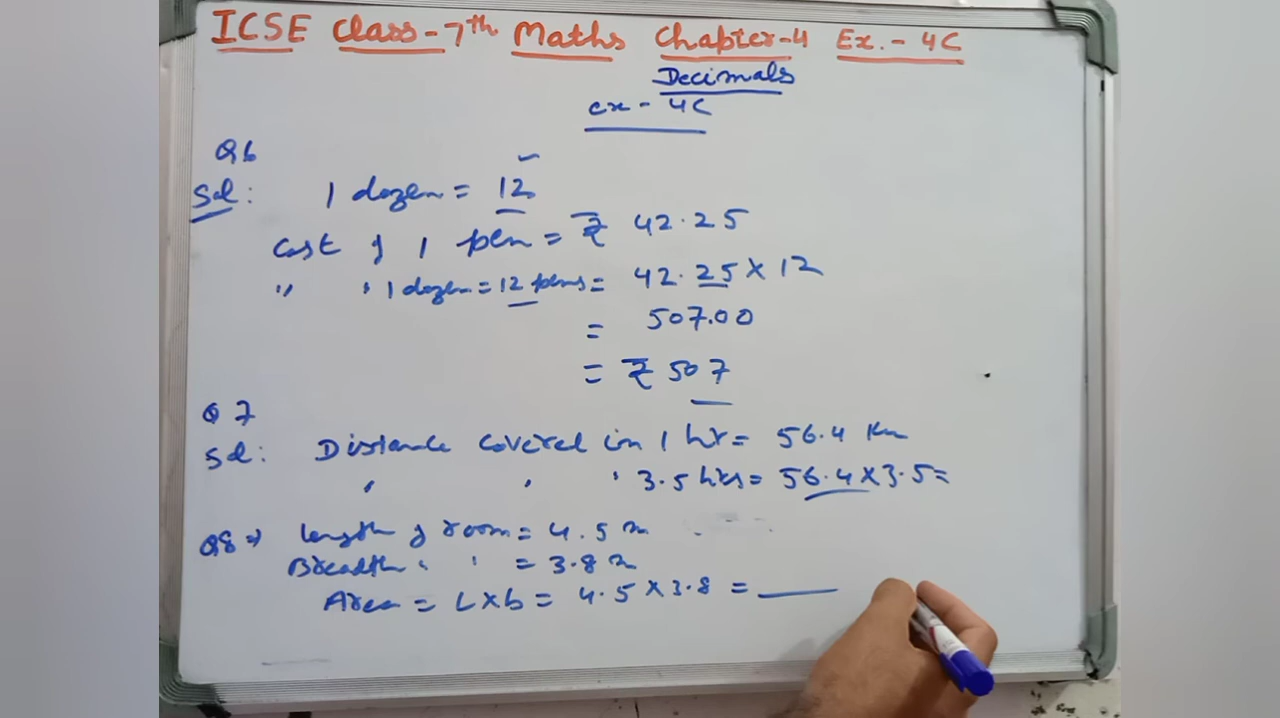 ICSE Class-7th Maths Chapter-4 Ex.-4C
Decimals
ex-4C
Q6
Sol: 1 dozen = 12
Cost of 1 pen = ₹ 42.25
" " 1 dozen = 12 pens = 42.25 X 12
= 507.00
= ₹ 507
Q7
Sol: Distance covered in 1 hr = 56.4 Km
" " " 3.5 hrs = 56.4 X 3.5 =
Q8 ⇒ Length of room = 4.5 m
Breadth " " = 3.8 m
Area = L X b = 4.5 X 3.8 = ___